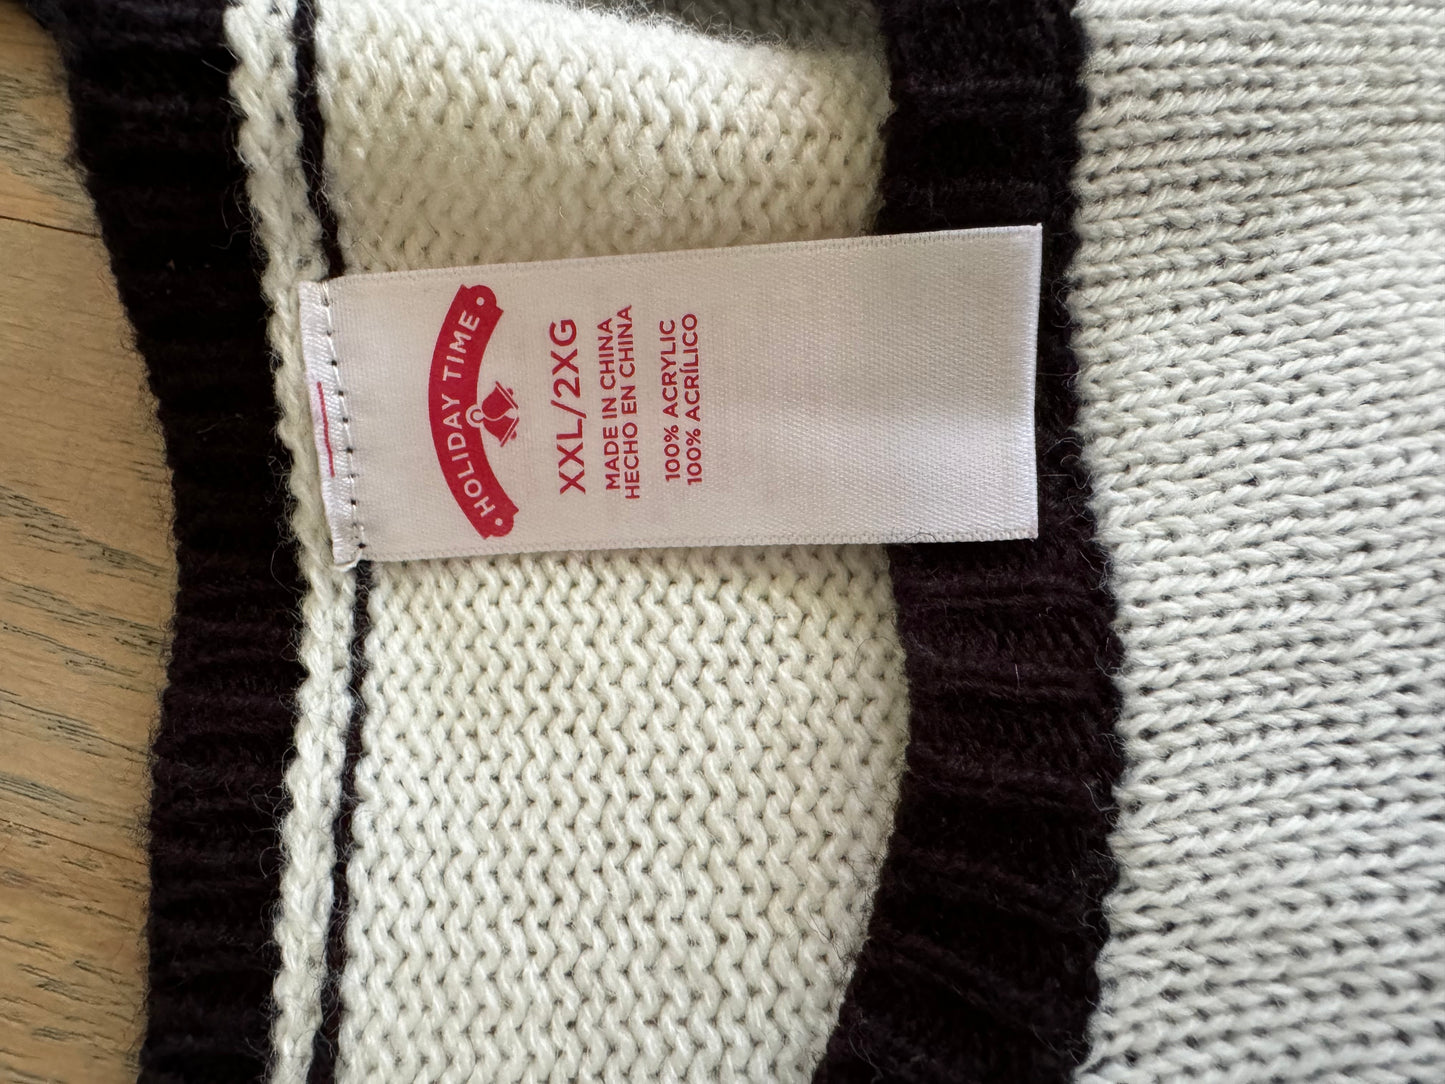 HOLIDAY TIME
XXL/2XG
MADE IN CHINA
HECHO EN CHINA
100% ACRYLIC
100% ACRÍLICO